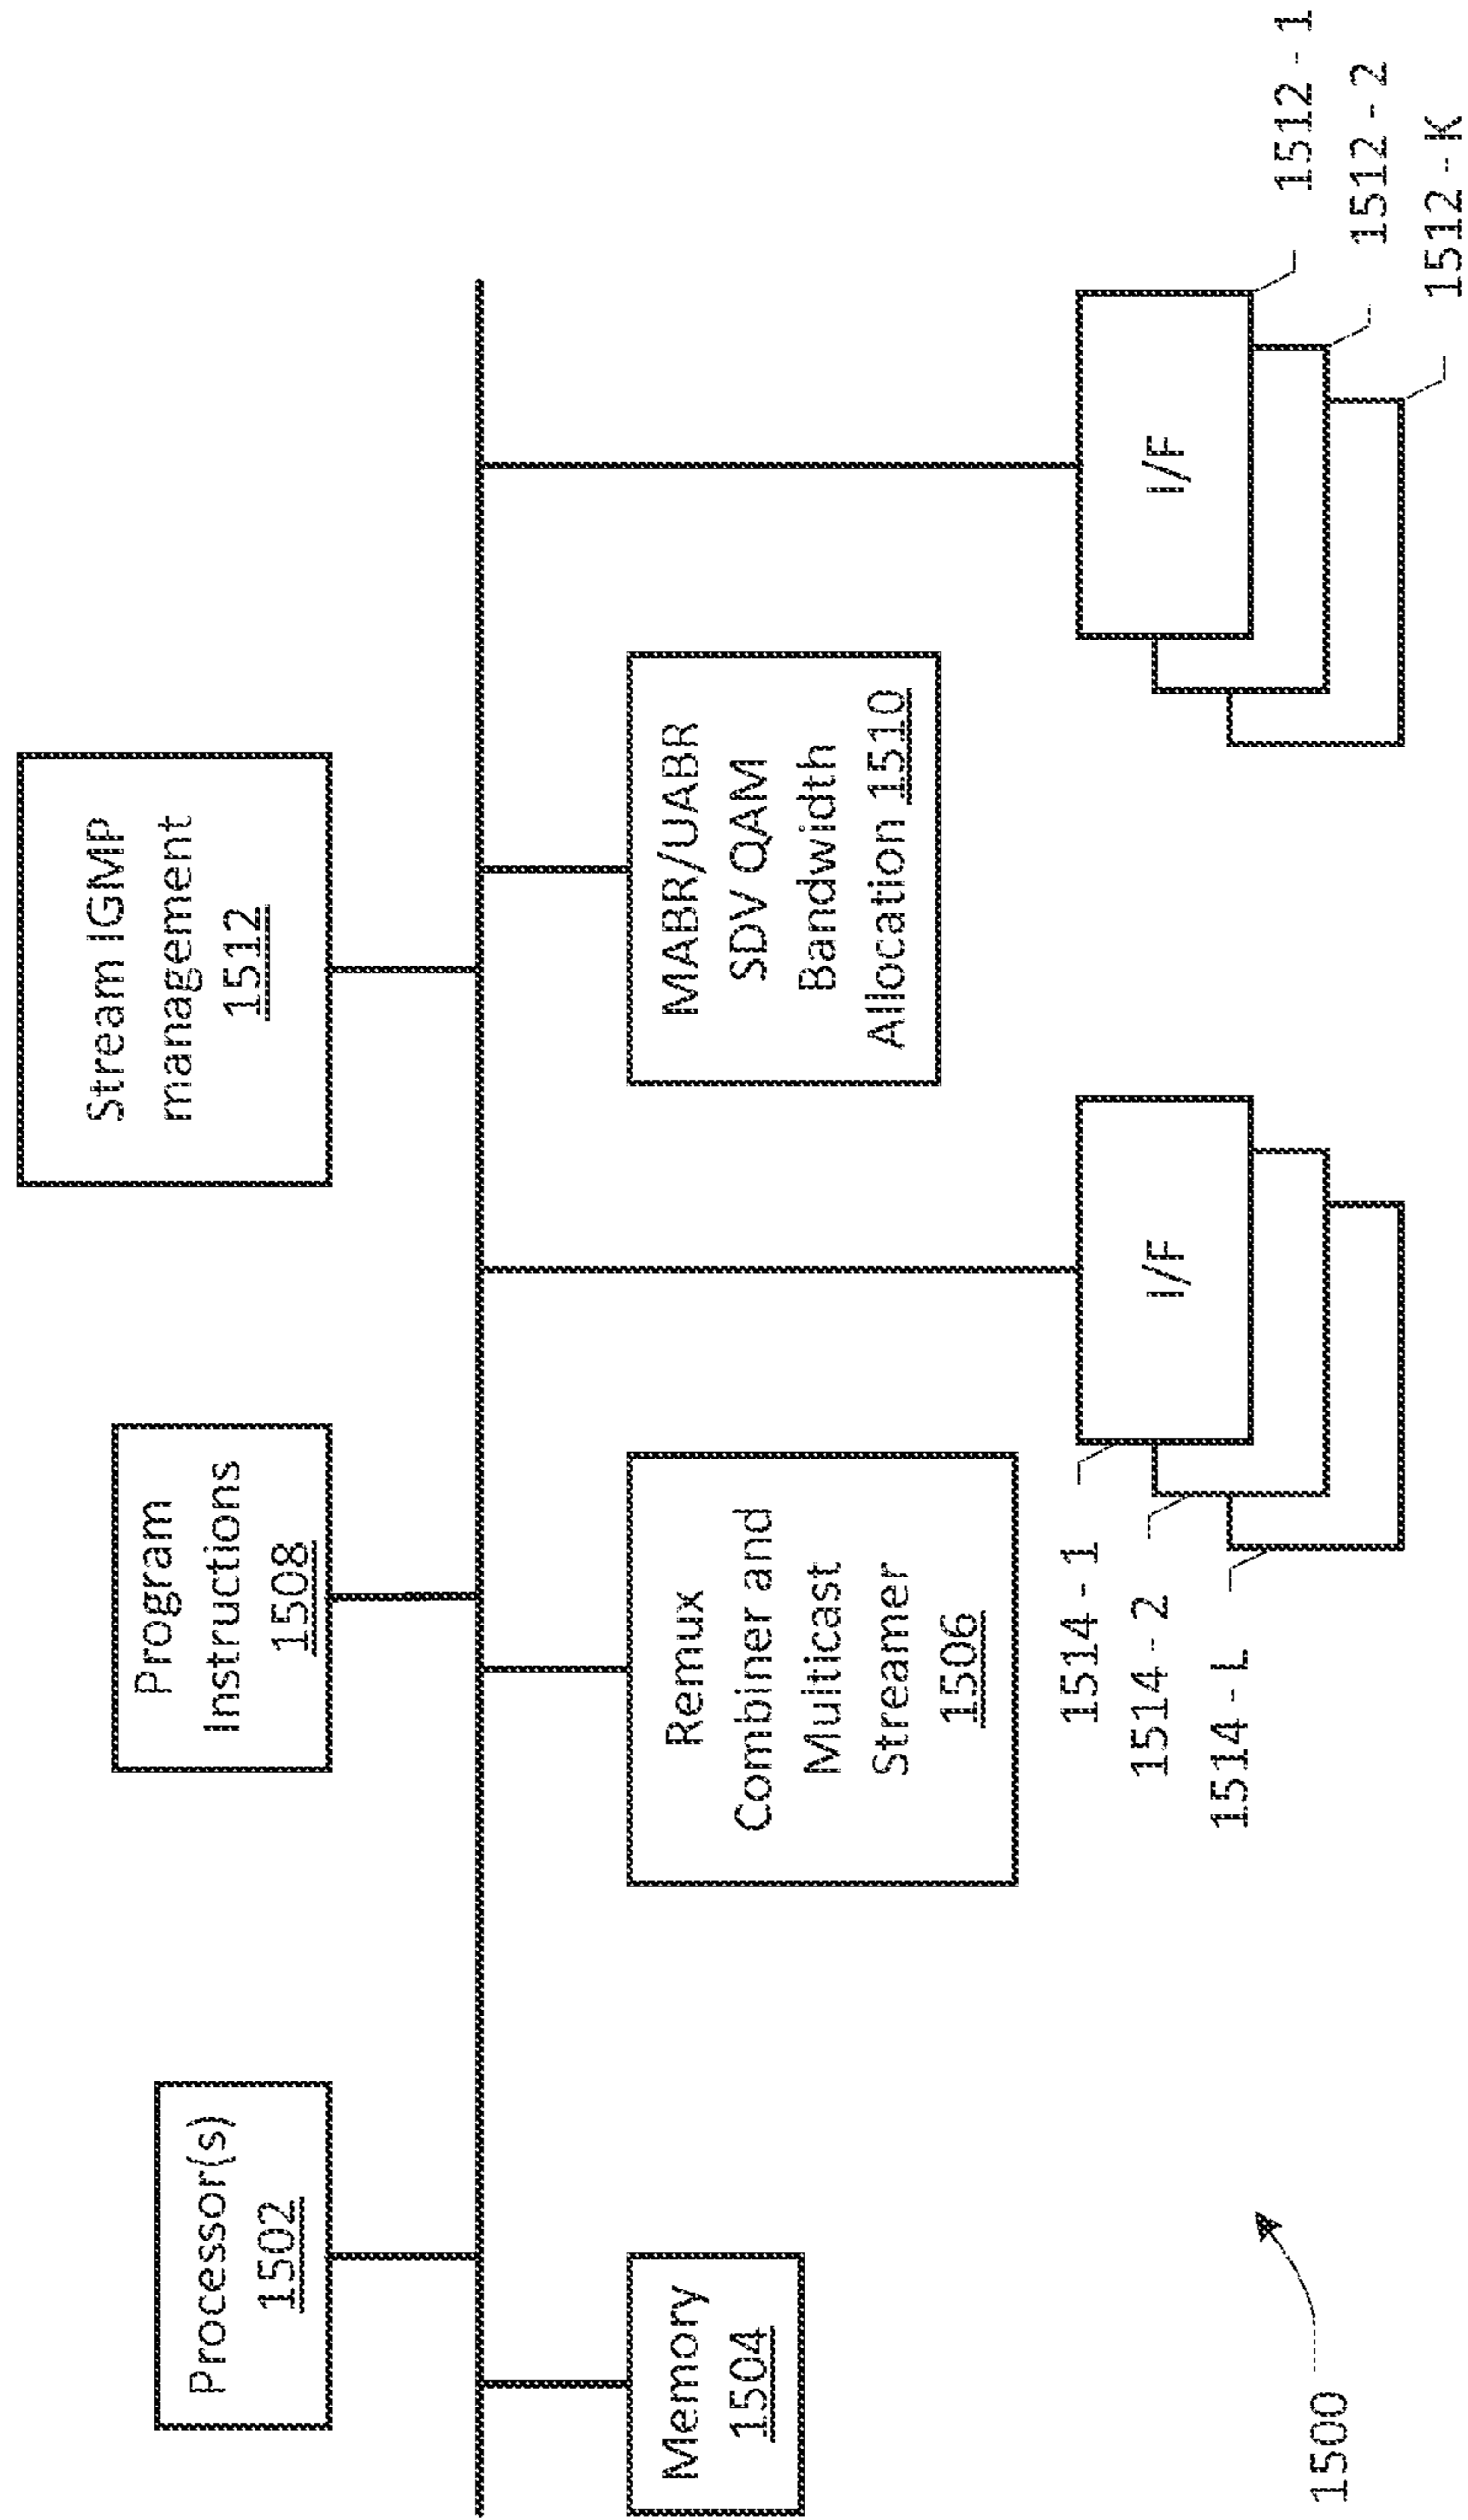 Processor(s)
1502
Program
Instructions
1508
Stream IGMP
management
1512
Memory
1504
Remux
Combiner and
Multicast
Streamer
1506
MABR/UABR
SDV QAM
Bandwidth
Allocation 1510
I/F
1514 - 1
1514 - 2
1514 - L
I/F
1512 - 1
1512 - 2
1512 - K
1500